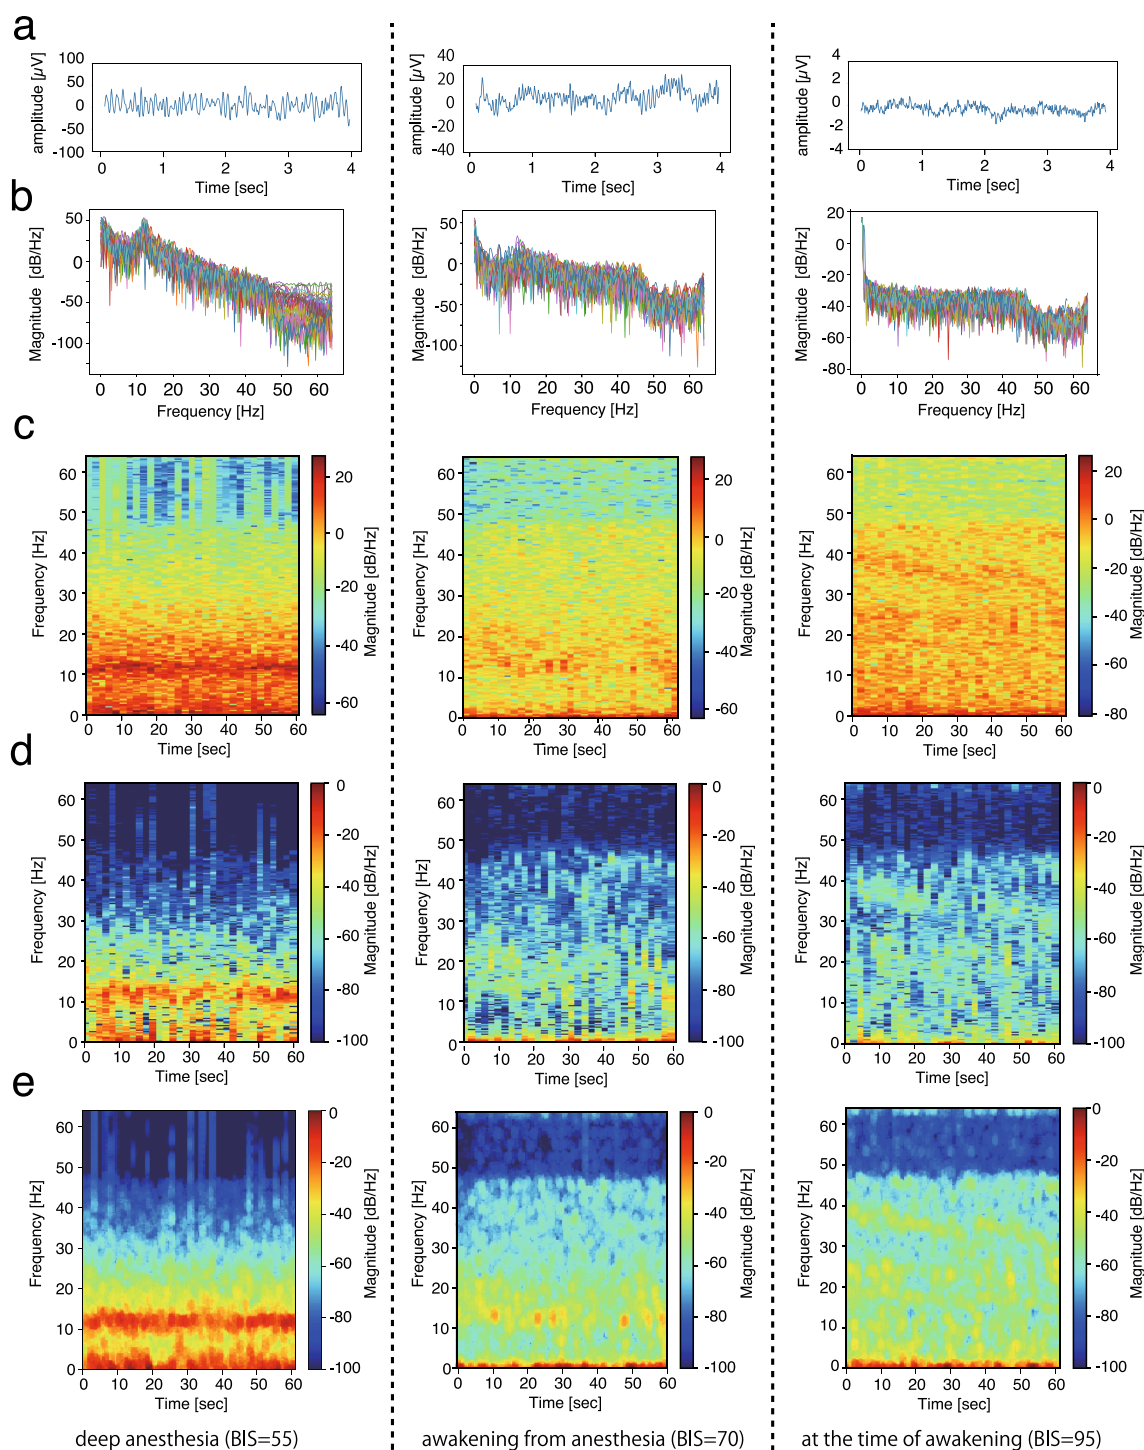 a
amplitude [µV]
100
50
0
-50
-100
0 1 2 3 4
Time [sec]
amplitude [µV]
40
20
0
-20
-40
0 1 2 3 4
Time [sec]
amplitude [µV]
4
2
0
-2
-4
0 1 2 3 4
Time [sec]
b
Magnitude [dB/Hz]
50
0
-50
-100
0 10 20 30 40 50 60
Frequency [Hz]
Magnitude [dB/Hz]
50
0
-50
-100
0 10 20 30 40 50 60
Frequency [Hz]
Magnitude [dB/Hz]
20
0
-20
-40
-60
-80
0 10 20 30 40 50 60
Frequency [Hz]
c
Frequency [Hz]
60
50
40
30
20
10
0
0 10 20 30 40 50 60
Time [sec]
20
0
-20
-40
-60
Magnitude [dB/Hz]
Frequency [Hz]
60
50
40
30
20
10
0
0 10 20 30 40 50 60
Time [sec]
20
0
-20
-40
-60
Magnitude [dB/Hz]
Frequency [Hz]
60
50
40
30
20
10
0
0 10 20 30 40 50 60
Time [sec]
20
0
-20
-40
-60
-80
Magnitude [dB/Hz]
d
Frequency [Hz]
60
50
40
30
20
10
0
0 10 20 30 40 50 60
Time [sec]
0
-20
-40
-60
-80
-100
Magnitude [dB/Hz]
Frequency [Hz]
60
50
40
30
20
10
0
0 10 20 30 40 50 60
Time [sec]
0
-20
-40
-60
-80
-100
Magnitude [dB/Hz]
Frequency [Hz]
60
50
40
30
20
10
0
0 10 20 30 40 50 60
Time [sec]
0
-20
-40
-60
-80
-100
Magnitude [dB/Hz]
e
Frequency [Hz]
60
50
40
30
20
10
0
0 10 20 30 40 50 60
Time [sec]
0
-20
-40
-60
-80
-100
Magnitude [dB/Hz]
Frequency [Hz]
60
50
40
30
20
10
0
0 10 20 30 40 50 60
Time [sec]
0
-20
-40
-60
-80
-100
Magnitude [dB/Hz]
Frequency [Hz]
60
50
40
30
20
10
0
0 10 20 30 40 50 60
Time [sec]
0
-20
-40
-60
-80
-100
Magnitude [dB/Hz]
deep anesthesia (BIS=55)
awakening from anesthesia (BIS=70)
at the time of awakening (BIS=95)